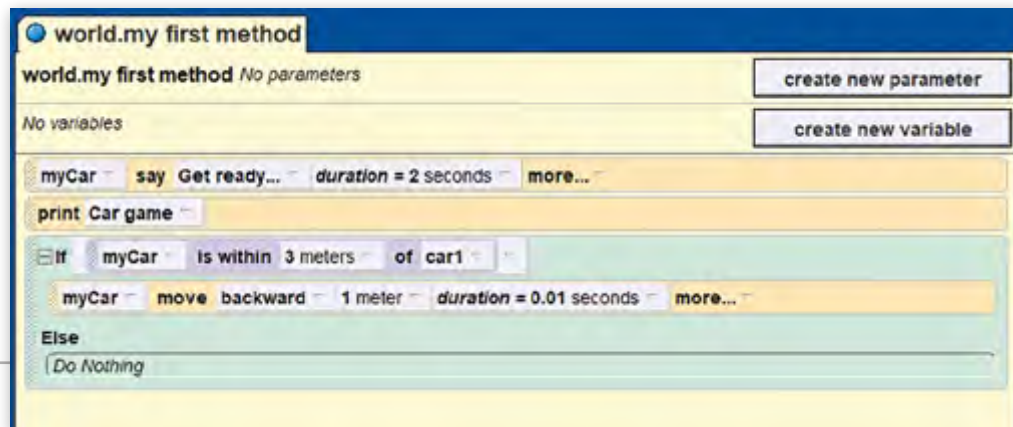 world.my first method
world.my first method No parameters
create new parameter
No variables
create new variable
myCar say Get ready... duration = 2 seconds more...
print Car game
If myCar is within 3 meters of car1
myCar move backward 1 meter duration = 0.01 seconds more...
Else
Do Nothing